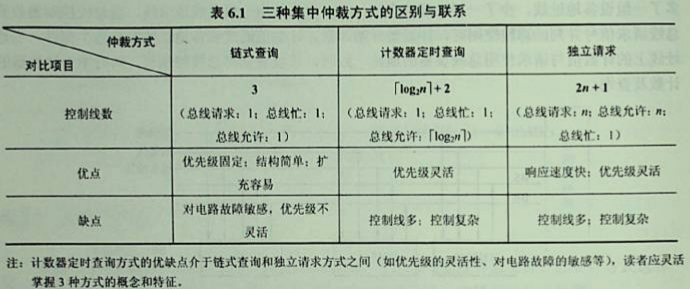 表 6.1 三种集中仲裁方式的区别与联系
仲裁方式
对比项目
链式查询
计数器定时查询
独立请求
控制线数
3
(总线请求:1;总线忙:1;
总线允许:1)
⌈log₂n⌉+2
(总线请求:1;总线忙:1;
总线允许:⌈log₂n⌉)
2n+1
(总线请求:n;总线允许:n;
总线忙:1)
优点
优先级固定;结构简单;扩
充容易
优先级灵活
响应速度快;优先级灵活
缺点
对电路故障敏感,优先级不
灵活
控制线多;控制复杂
控制线多;控制复杂
注:计数器定时查询方式的优缺点介于链式查询和独立请求方式之间(如优先级的灵活性、对电路故障的敏感等),读者应灵活
掌握3种方式的概念和特征。